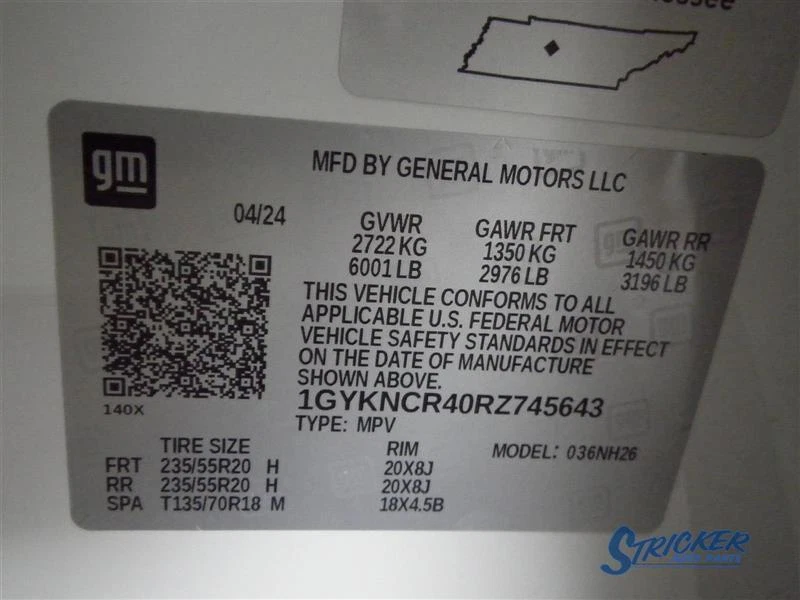 gm
MFD BY GENERAL MOTORS LLC
04/24
GVWR
2722 KG
6001 LB
GAWR FRT
1350 KG
2976 LB
GAWR RR
1450 KG
3196 LB
THIS VEHICLE CONFORMS TO ALL
APPLICABLE U.S. FEDERAL MOTOR
VEHICLE SAFETY STANDARDS IN EFFECT
ON THE DATE OF MANUFACTURE
SHOWN ABOVE.
140X
1GYKNCR40RZ745643
TYPE: MPV
MODEL: 036NH26
TIRE SIZE RIM
FRT 235/55R20 H 20X8J
RR 235/55R20 H 20X8J
SPA T135/70R18 M 18X4.5B
STRICKER
AUTO PARTS